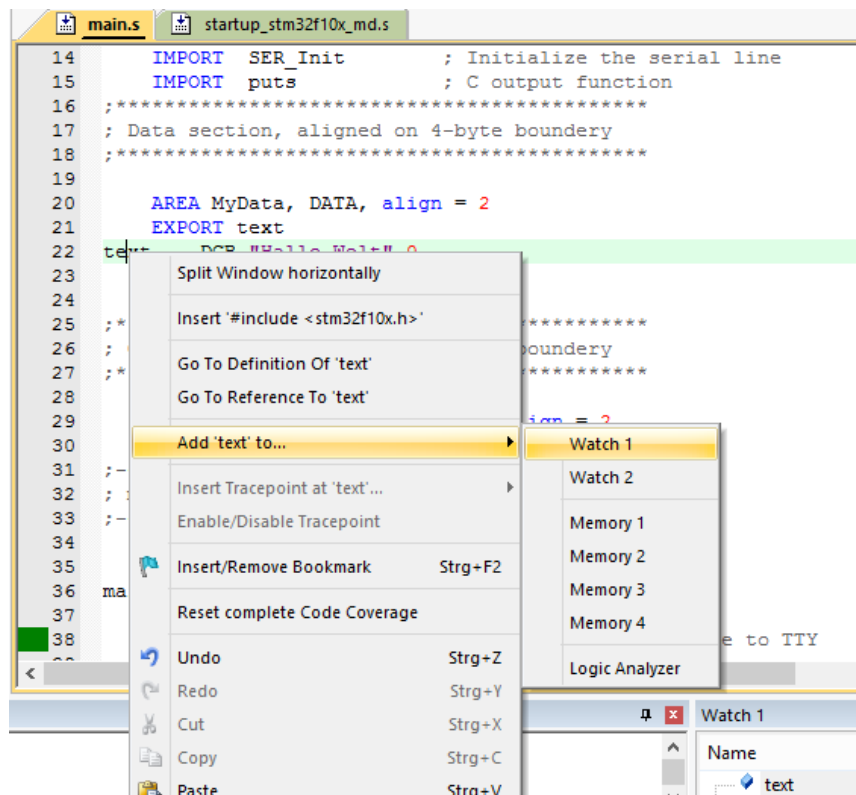 main.s startup_stm32f10x_md.s
14 IMPORT SER_Init ; Initialize the serial line
15 IMPORT puts ; C output function
16 ;********************************************
17 ; Data section, aligned on 4-byte boundery
18 ;********************************************
19
20 AREA MyData, DATA, align = 2
21 EXPORT text
22 text DCB "Hallo Welt",0
23
24
25 ;* **********
26 ; boundery
27 ;* **********
28
29 align = 2
30
31 ;-
32 ;
33 ;-
34
35
36 ma
37
38 e to TTY
Split Window horizontally
Insert '#include <stm32f10x.h>'
Go To Definition Of 'text'
Go To Reference To 'text'
Add 'text' to...
Insert Tracepoint at 'text'...
Enable/Disable Tracepoint
Insert/Remove Bookmark Strg+F2
Reset complete Code Coverage
Undo Strg+Z
Redo Strg+Y
Cut Strg+X
Copy Strg+C
Paste Strg+V
Watch 1
Watch 2
Memory 1
Memory 2
Memory 3
Memory 4
Logic Analyzer
Watch 1
Name
text